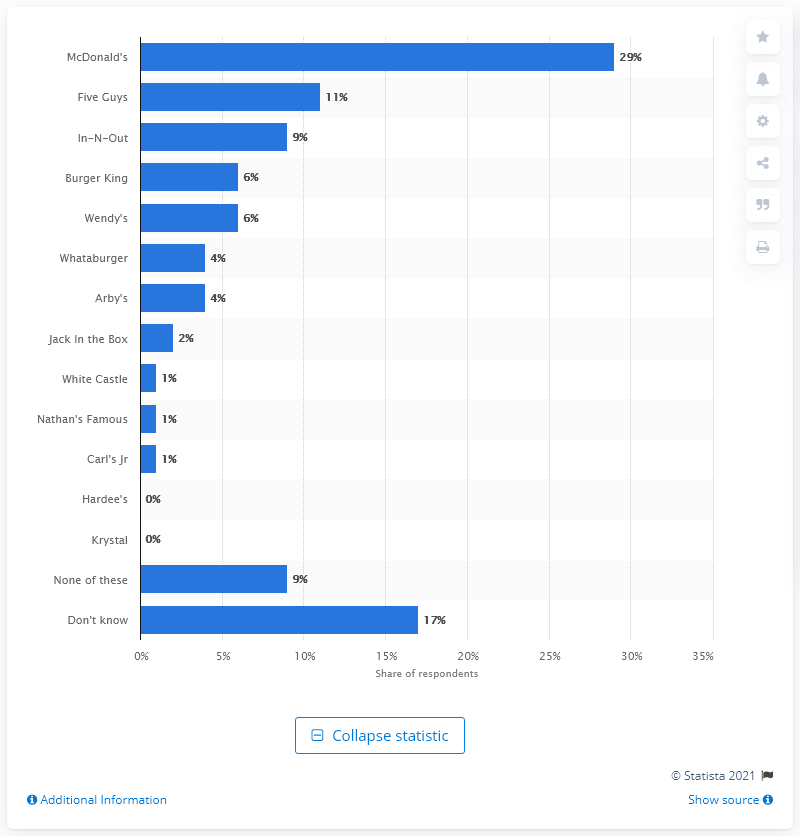 McDonald's 29%
Five Guys 11%
In-N-Out 9%
Burger King 6%
Wendy's 6%
Whataburger 4%
Arby's 4%
Jack In the Box 2%
White Castle 1%
Nathan's Famous 1%
Carl's Jr 1%
Hardee's 0%
Krystal 0%
None of these 9%
Don't know 17%
0% 5% 10% 15% 20% 25% 30% 35%
Share of respondents
Collapse statistic
© Statista 2021
Additional Information Show source